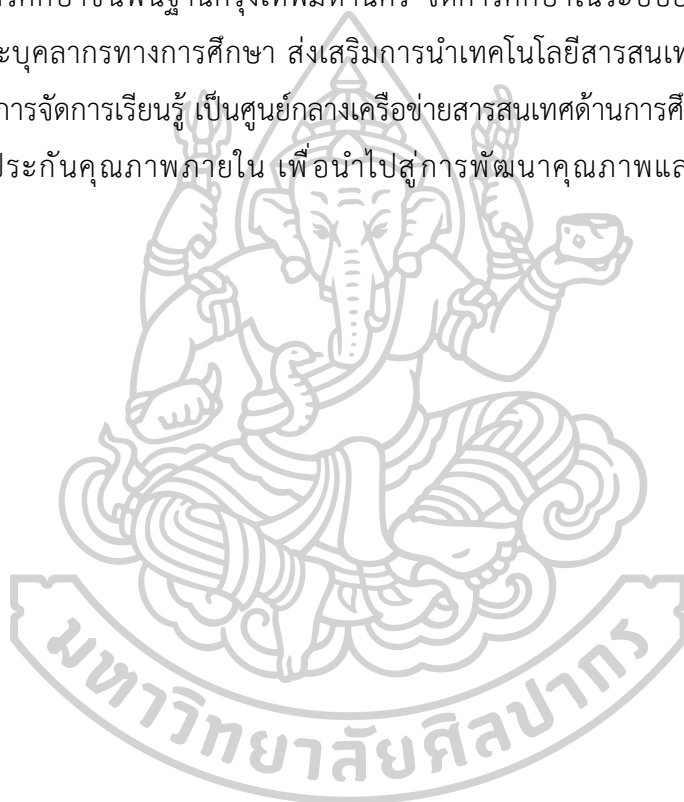 ารศึกษาขั้นพื้นฐานกรุงเทพมหานคร จัดการศึกษาในระบบ
ะบุคลากรทางการศึกษา ส่งเสริมการนำเทคโนโลยีสารสนเท
การจัดการเรียนรู้ เป็นศูนย์กลางเครือข่ายสารสนเทศด้านการศึ
ประกันคุณภาพภายใน เพื่อนำไปสู่การพัฒนาคุณภาพแล
มหาวิทยาลัยศิลปากร